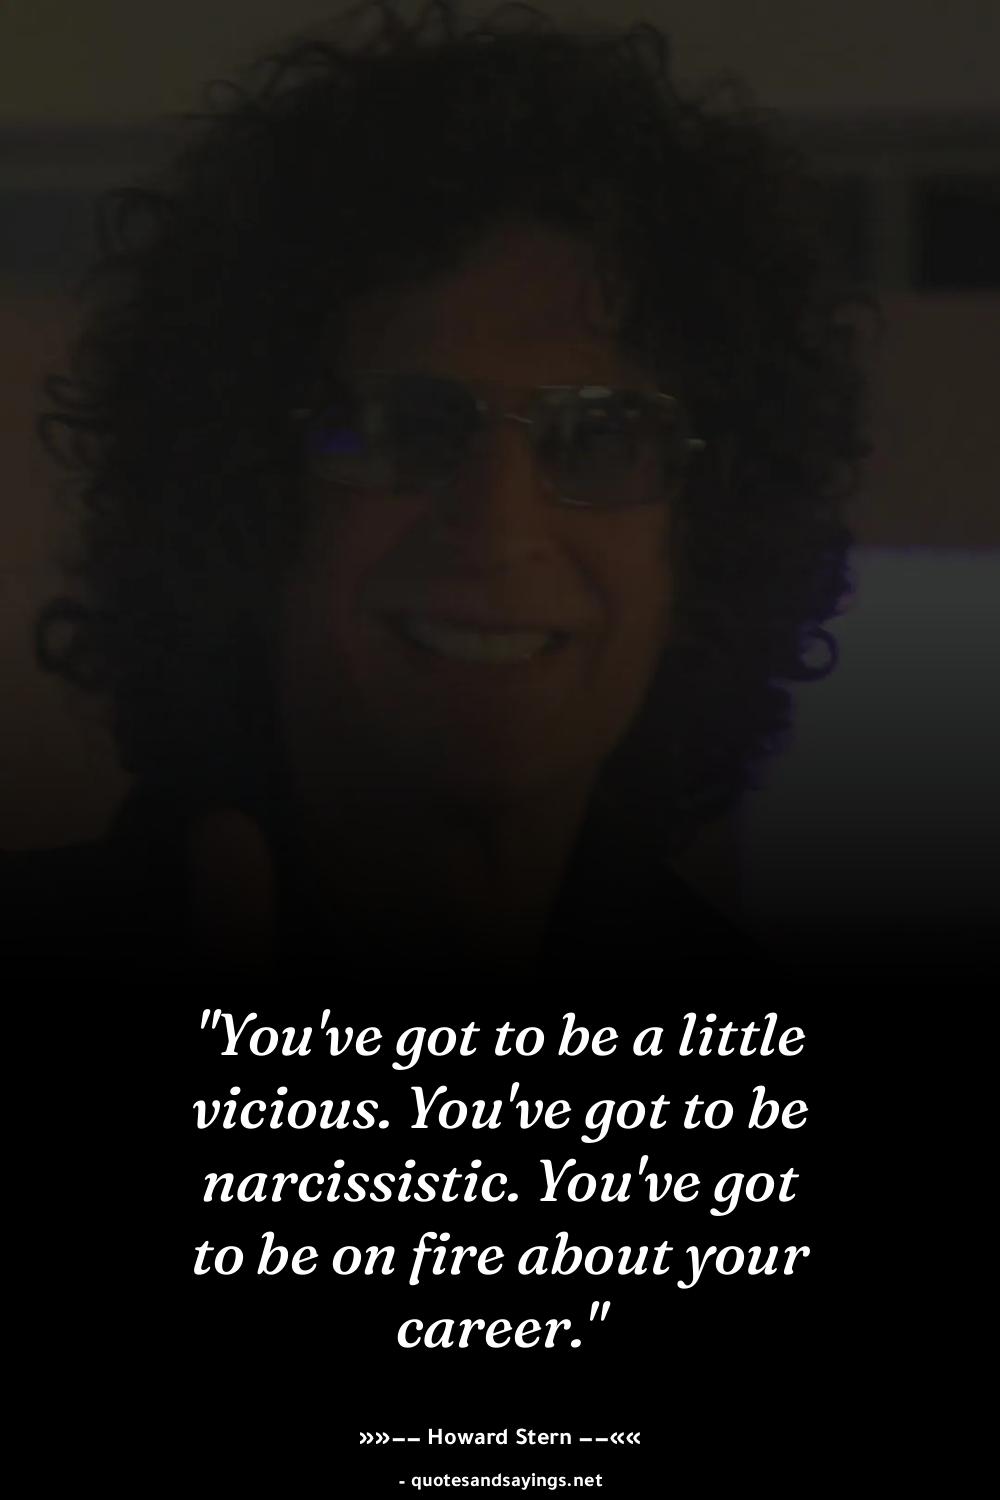 "You've got to be a little
vicious. You've got to be
narcissistic. You've got
to be on fire about your
career."
»»–– Howard Stern ––««
- quotesandsayings.net